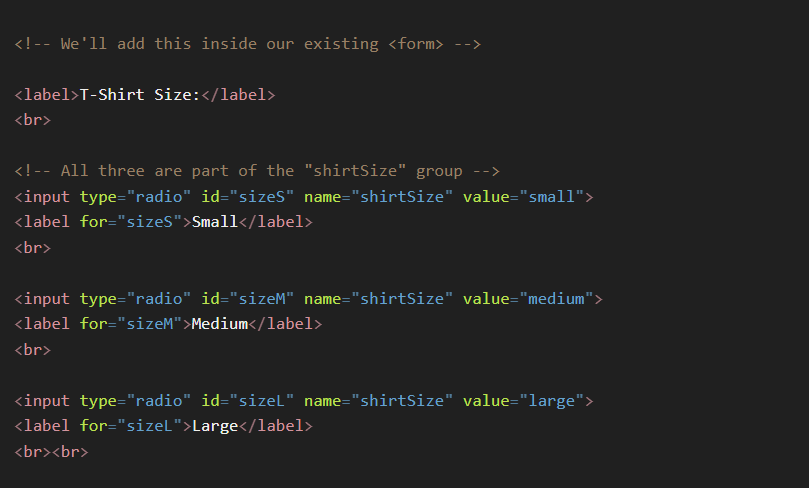 <!-- We'll add this inside our existing <form> -->
<label>T-Shirt Size:</label>
<br>
<!-- All three are part of the "shirtSize" group -->
<input type="radio" id="sizeS" name="shirtSize" value="small">
<label for="sizeS">Small</label>
<br>
<input type="radio" id="sizeM" name="shirtSize" value="medium">
<label for="sizeM">Medium</label>
<br>
<input type="radio" id="sizeL" name="shirtSize" value="large">
<label for="sizeL">Large</label>
<br><br>